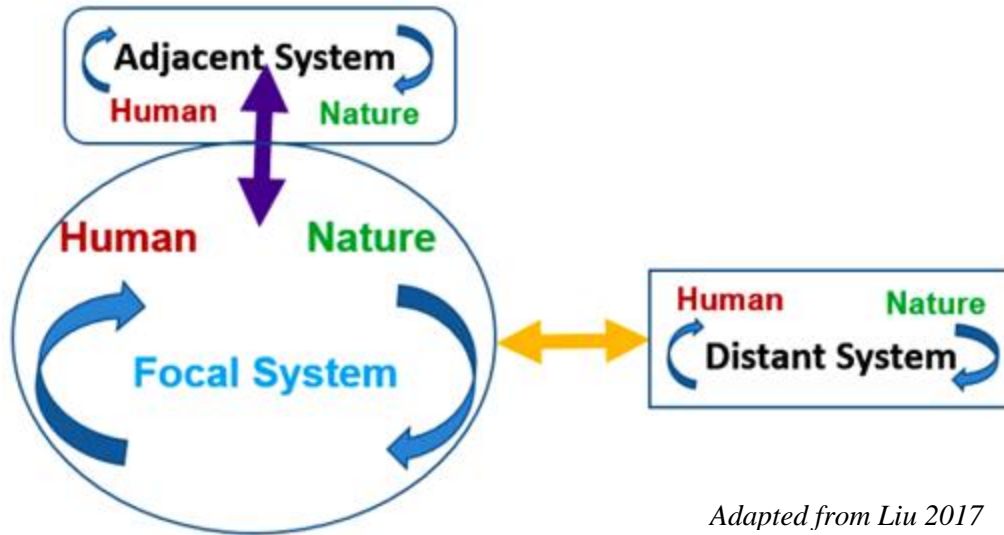 Adjacent System
Human Nature
Human Nature
Focal System
Human Nature
Distant System
Adapted from Liu 2017